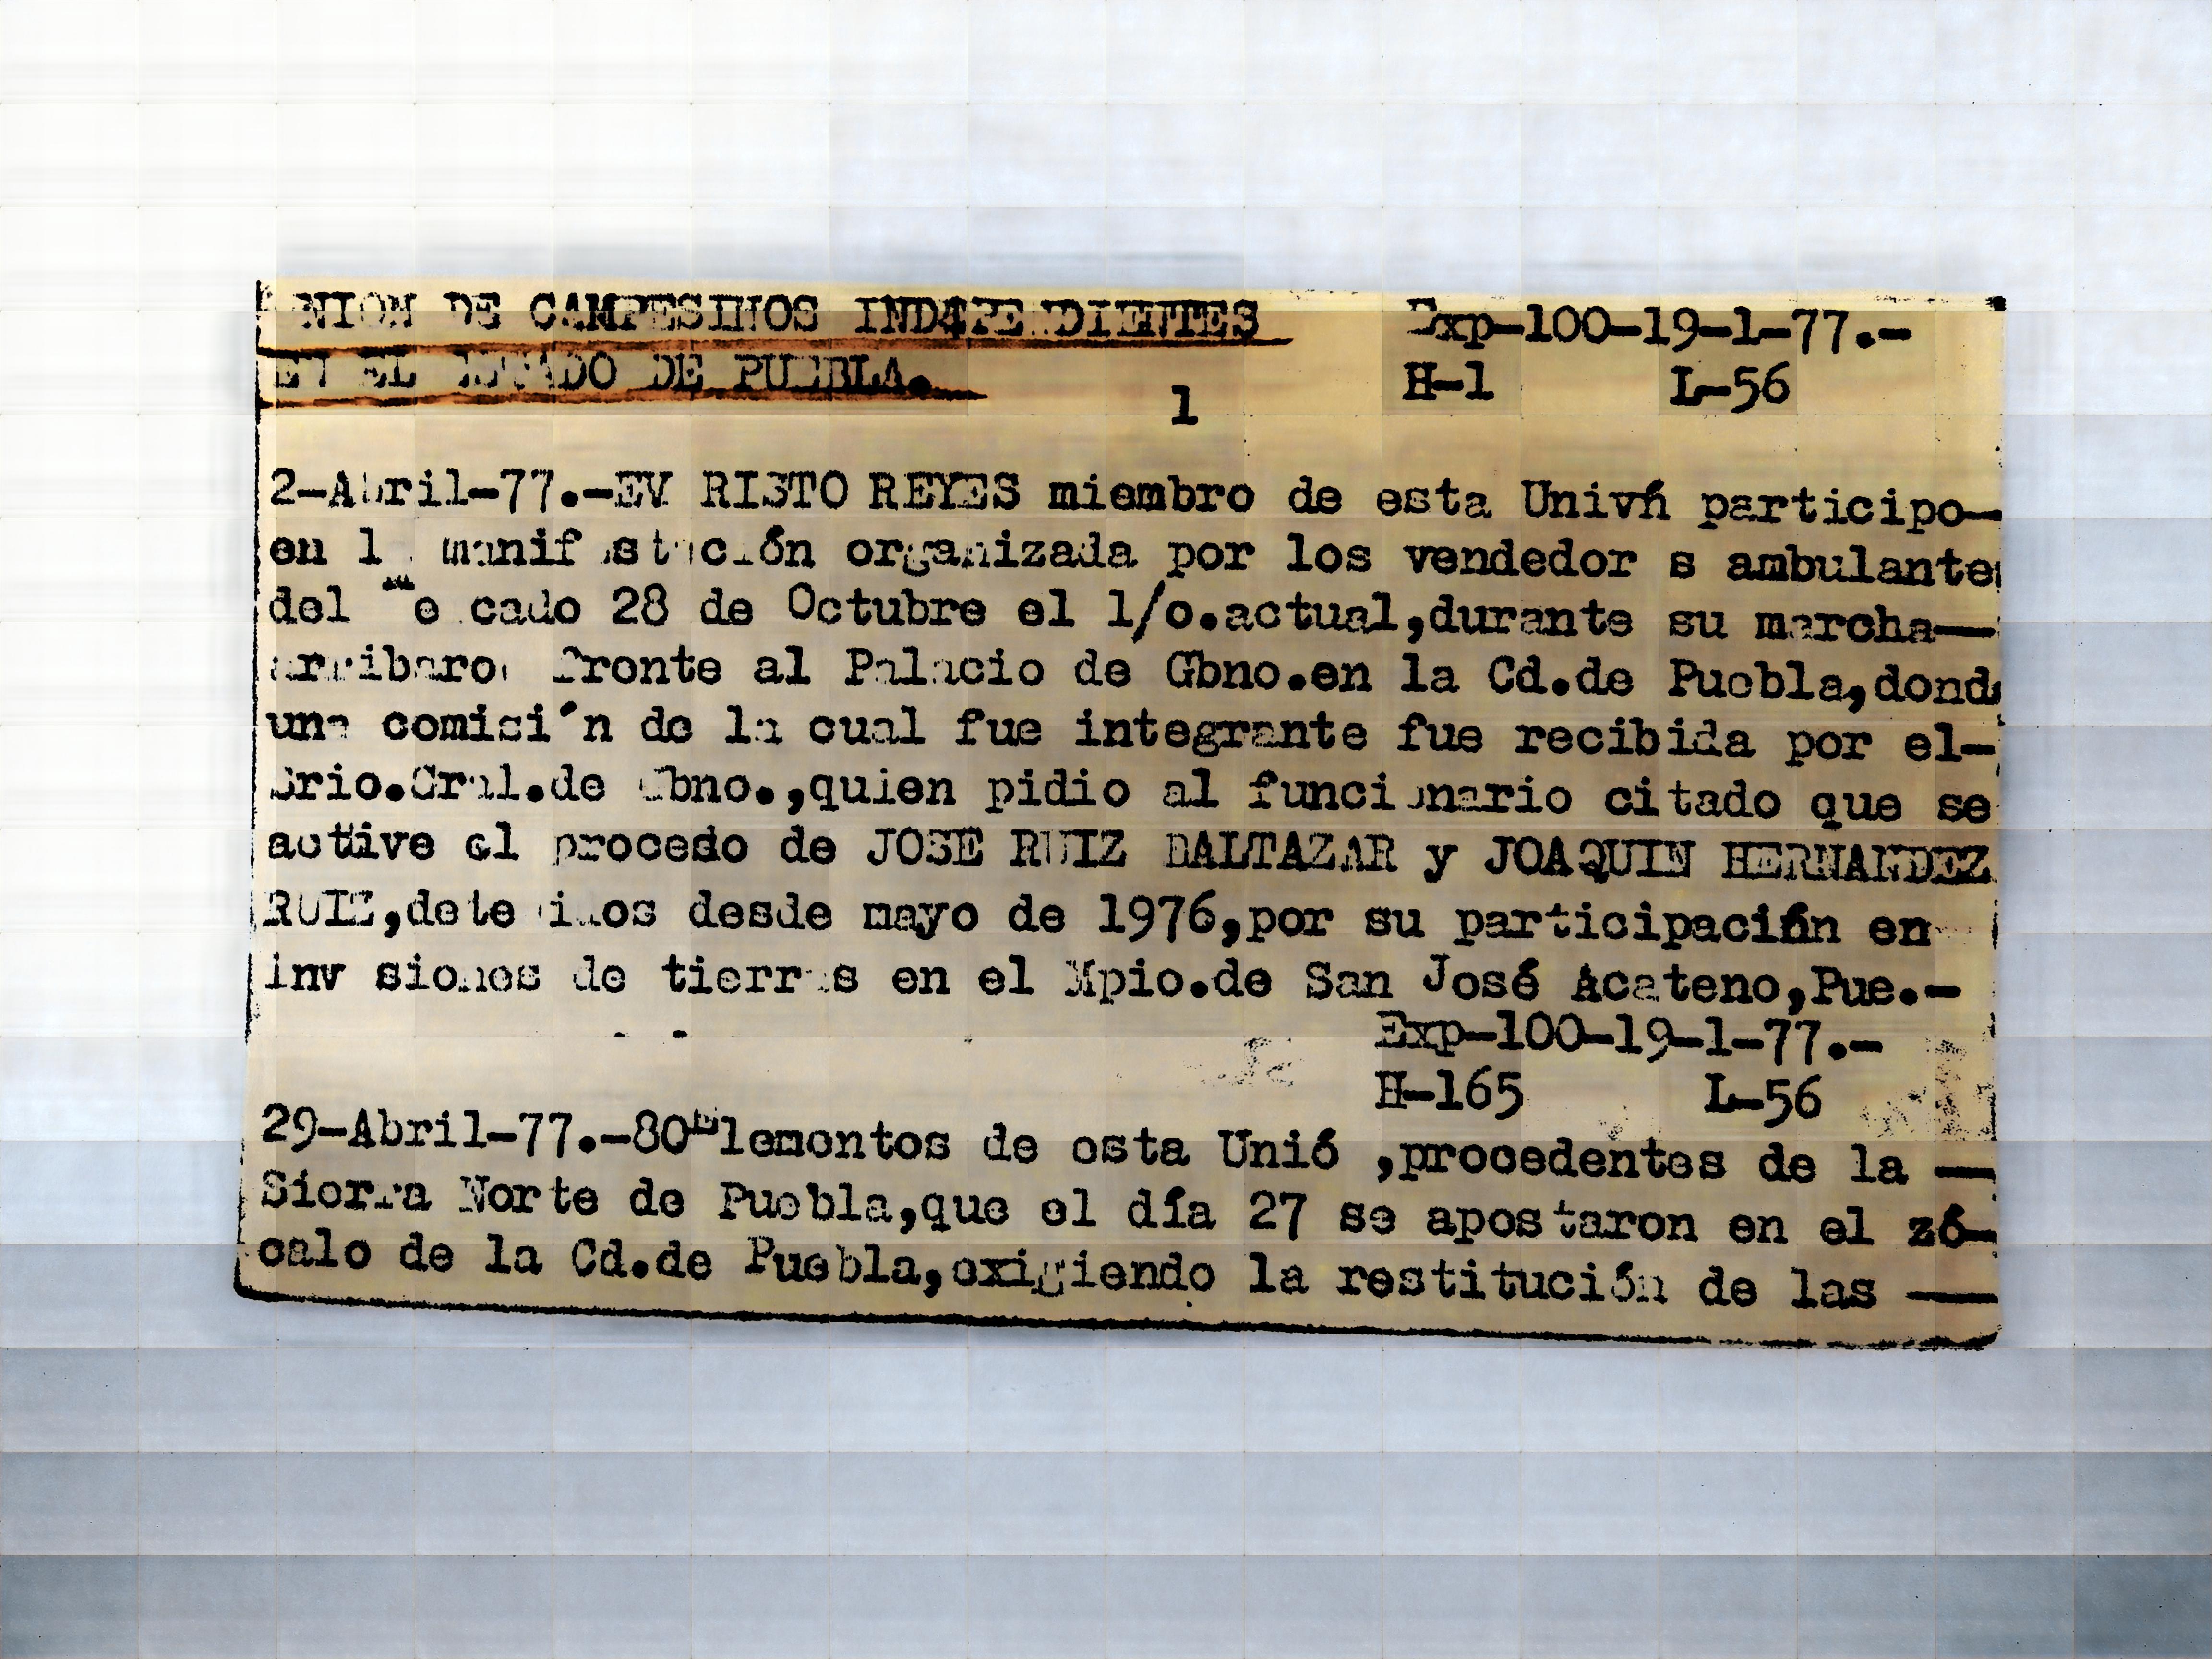 UNION DE CAMPESINOS INDEPENDIENTES Exp-100-19-1-77.-
EN EL ESTADO DE PUEBLA. H-1 L-56
1
2-Abril-77.-EVARISTO REYES miembro de esta Univń participo-
en la manifestación organizada por los vendedores ambulantes
del Mercado 28 de Octubre el 1/o.actual,durante su marcha-
arribaron frente al Palacio de Gbno.en la Cd.de Puebla,donde
una comisión de la cual fue integrante fue recibida por el-
Srio.Gral.de Gbno.,quien pidio al funcionario citado que se
active el proceso de JOSE RUIZ BALTAZAR y JOAQUIN HERNANDEZ
RUIZ,detenidos desde mayo de 1976,por su participación en
invasiones de tierras en el Mpio.de San José Acateno,Pue.-
Exp-100-19-1-77.-
H-165 L-56
29-Abril-77.-80 Elementos de esta Unió ,procedentes de la -
Sierra Norte de Puebla,que el día 27 se apostaron en el zó-
calo de la Cd.de Puebla,exigiendo la restitución de las -